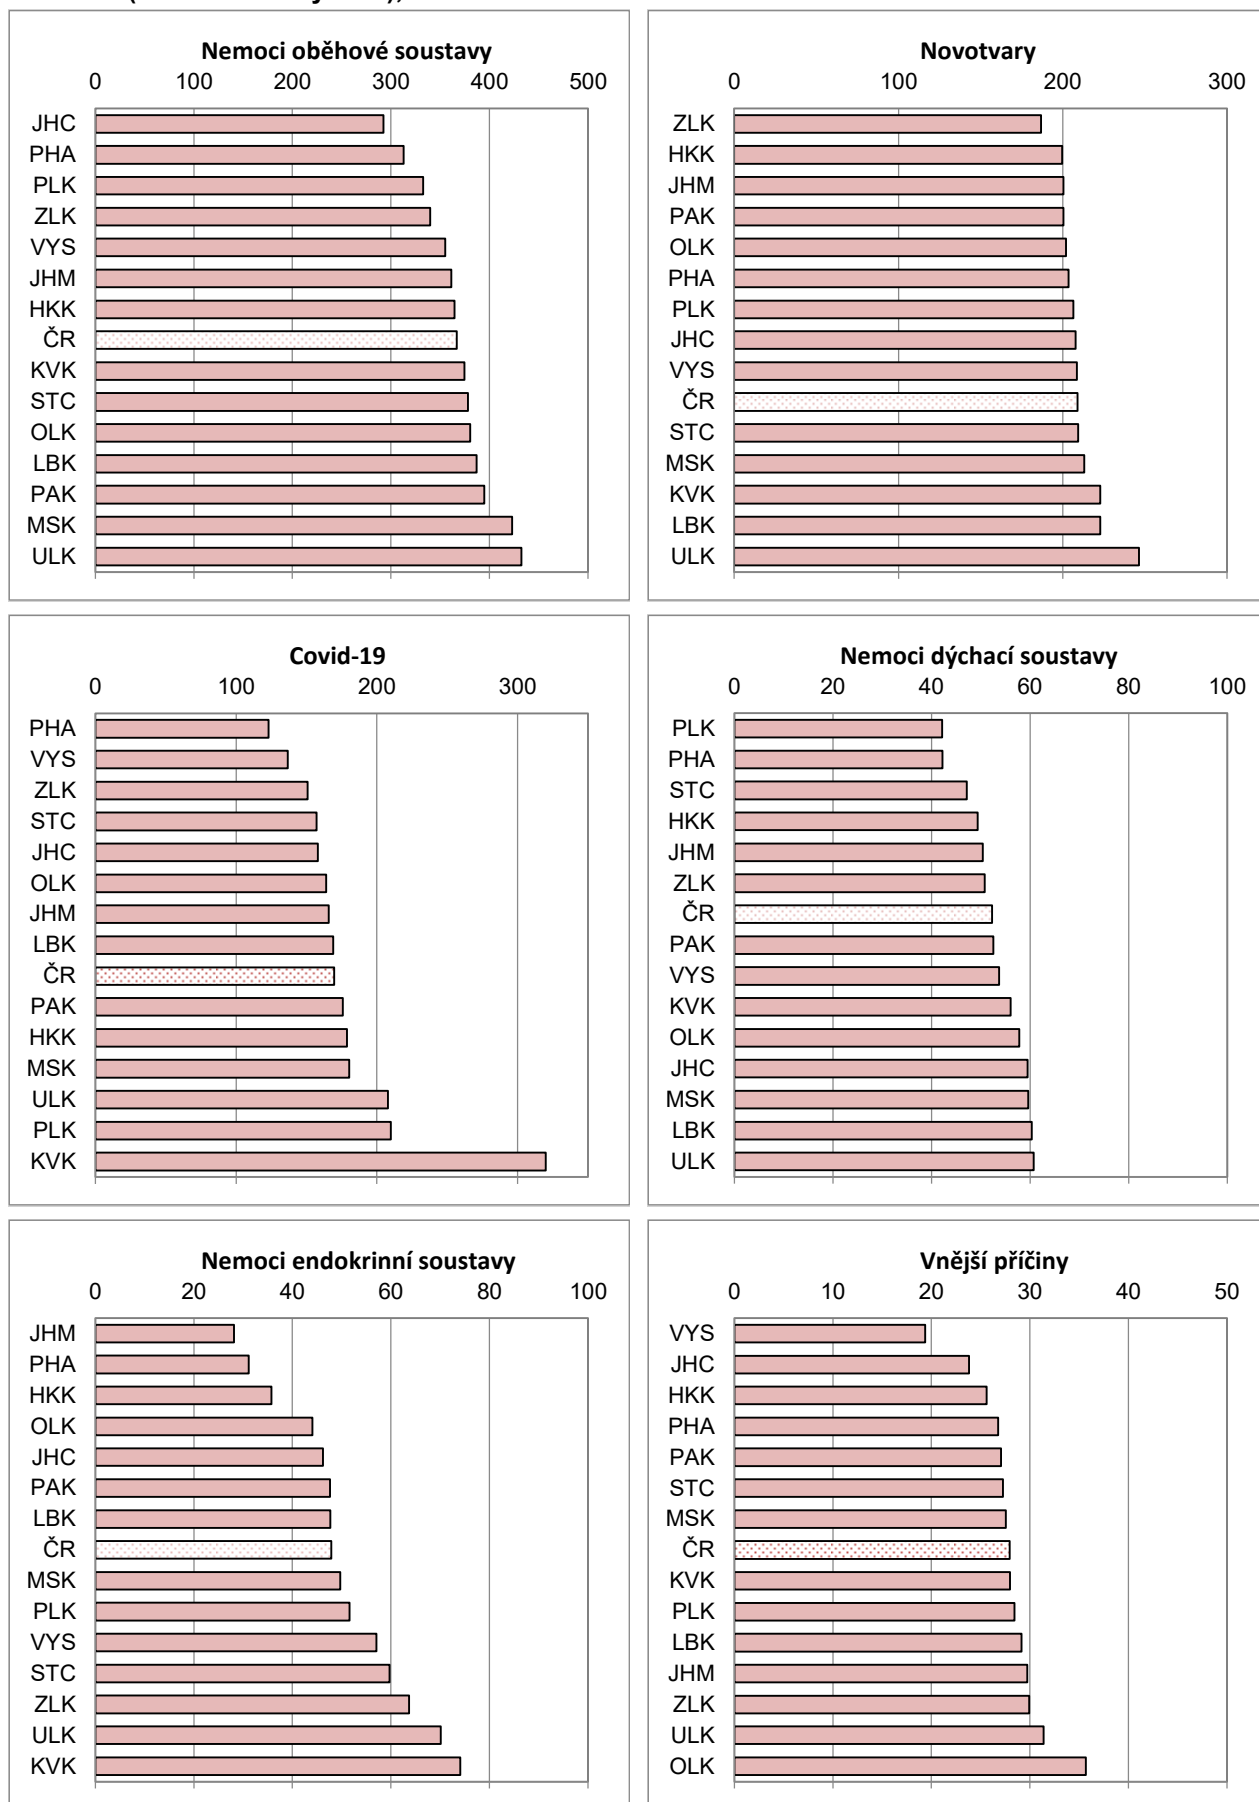 Nemoci oběhové soustavy
0 100 200 300 400 500
JHC
PHA
PLK
ZLK
VYS
JHM
HKK
ČR
KVK
STC
OLK
LBK
PAK
MSK
ULK
Novotvary
0 100 200 300
ZLK
HKK
JHM
PAK
OLK
PHA
PLK
JHC
VYS
ČR
STC
MSK
KVK
LBK
ULK
Covid-19
0 100 200 300
PHA
VYS
ZLK
STC
JHC
OLK
JHM
LBK
ČR
PAK
HKK
MSK
ULK
PLK
KVK
Nemoci dýchací soustavy
0 20 40 60 80 100
PLK
PHA
STC
HKK
JHM
ZLK
ČR
PAK
VYS
KVK
OLK
JHC
MSK
LBK
ULK
Nemoci endokrinní soustavy
0 20 40 60 80 100
JHM
PHA
HKK
OLK
JHC
PAK
LBK
ČR
MSK
PLK
VYS
STC
ZLK
ULK
KVK
Vnější příčiny
0 10 20 30 40 50
VYS
JHC
HKK
PHA
PAK
STC
MSK
ČR
KVK
PLK
LBK
JHM
ZLK
ULK
OLK